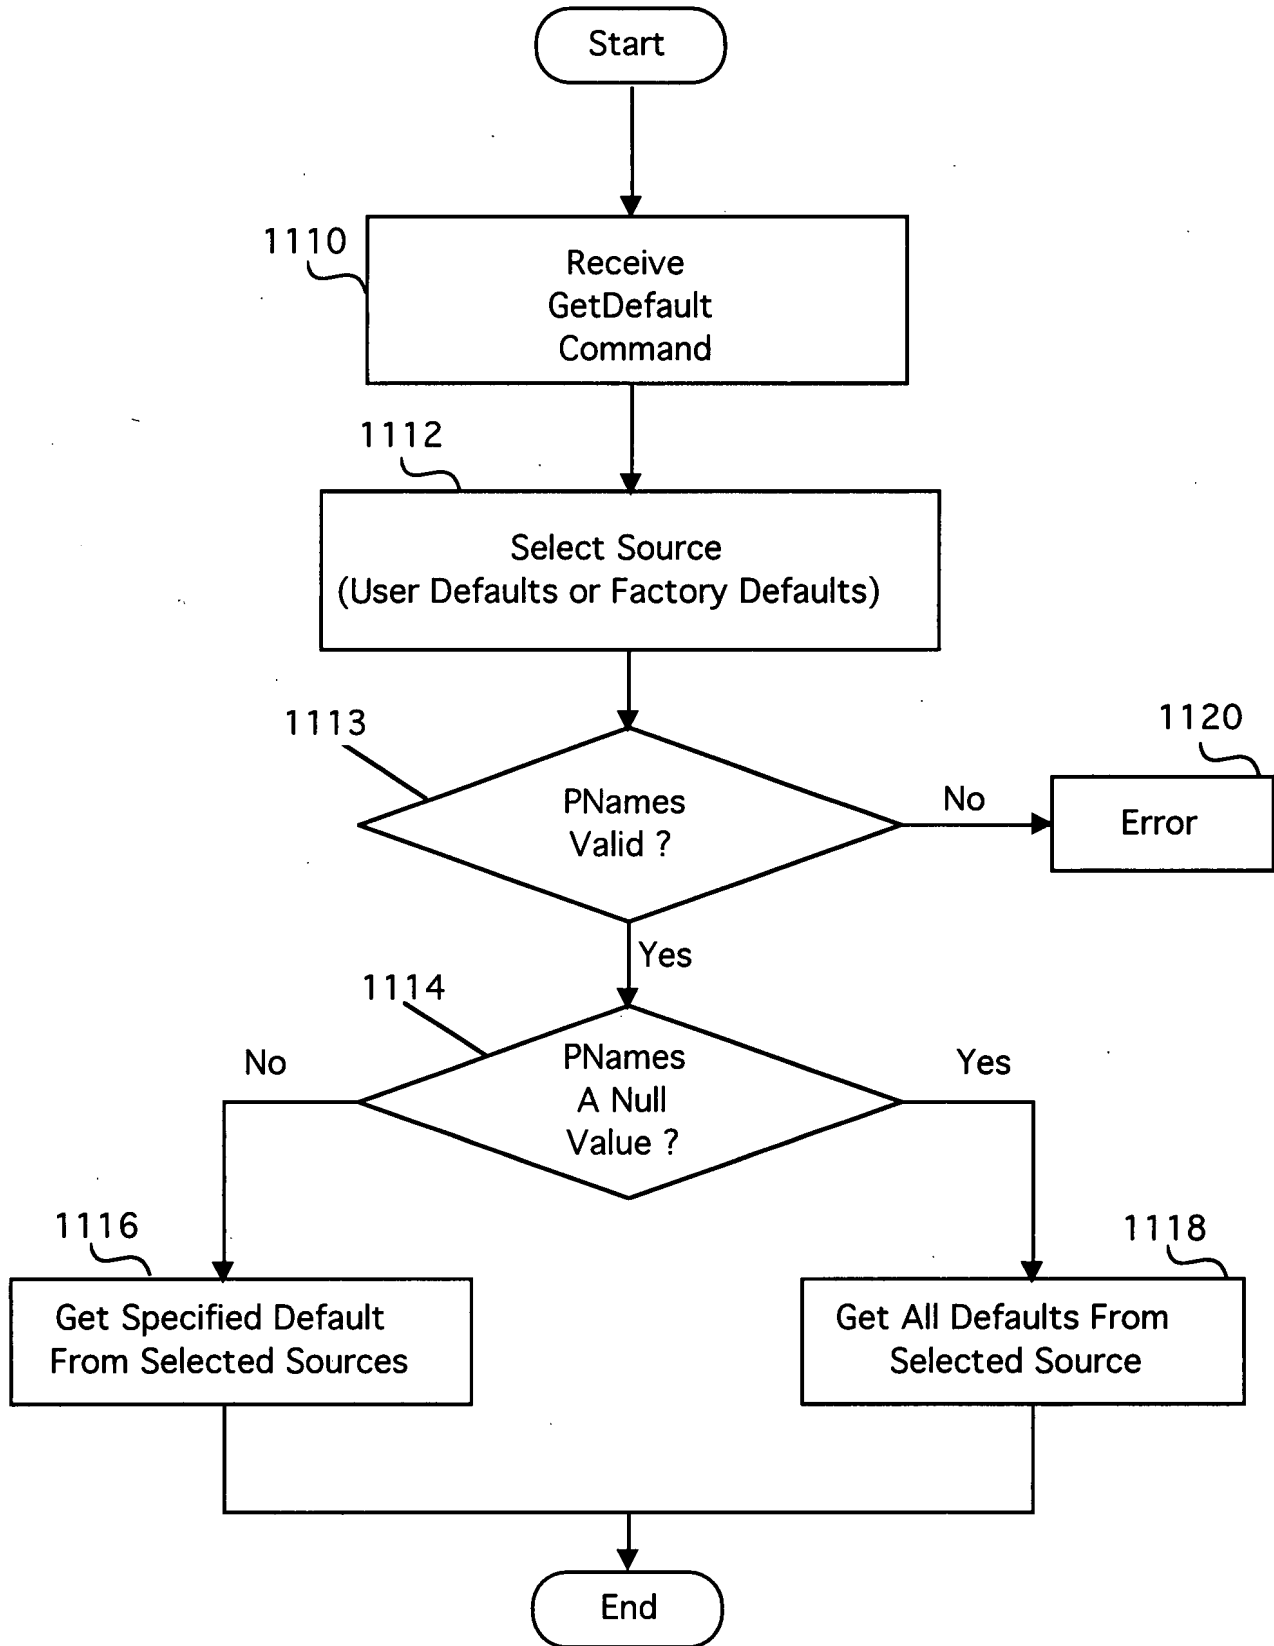 Start
1110
Receive
GetDefault
Command
1112
Select Source
(User Defaults or Factory Defaults)
1113
1120
PNames
Valid ?
No
Error
Yes
1114
No
PNames
A Null
Value ?
Yes
1116
1118
Get Specified Default
From Selected Sources
Get All Defaults From
Selected Source
End